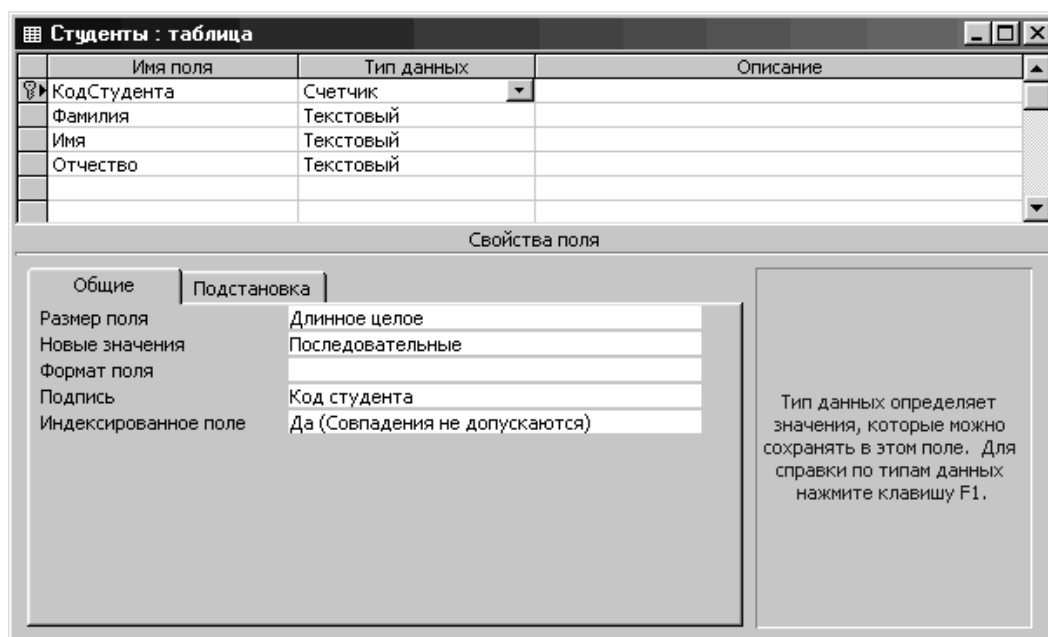 Студенты : таблица
Имя поля Тип данных Описание
КодСтудента Счетчик
Фамилия Текстовый
Имя Текстовый
Отчество Текстовый
Свойства поля
Общие Подстановка
Размер поля Длинное целое
Новые значения Последовательные
Формат поля
Подпись Код студента
Индексированное поле Да (Совпадения не допускаются)
Тип данных определяет
значения, которые можно
сохранять в этом поле. Для
справки по типам данных
нажмите клавишу F1.